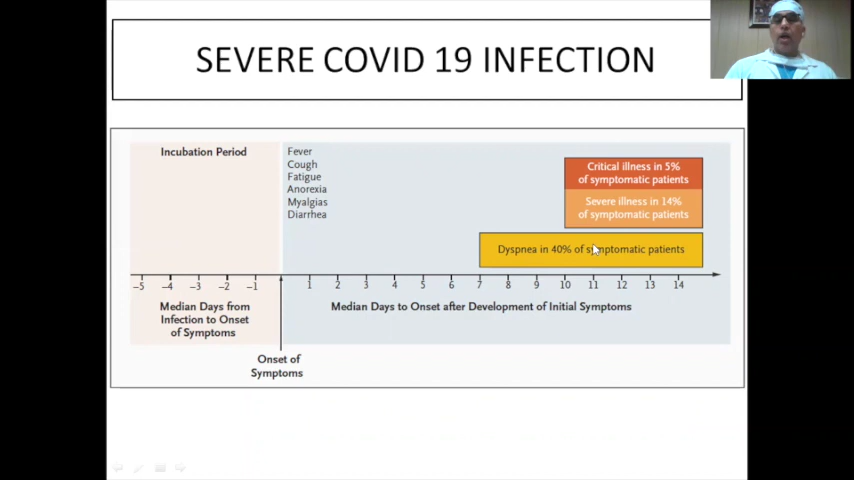 SEVERE COVID 19 INFECTION
Incubation Period
Fever
Cough
Fatigue
Anorexia
Myalgias
Diarrhea
Critical illness in 5%
of symptomatic patients
Severe illness in 14%
of symptomatic patients
Dyspnea in 40% of symptomatic patients
–5 –4 –3 –2 –1 1 2 3 4 5 6 7 8 9 10 11 12 13 14
Median Days from
Infection to Onset
of Symptoms
Median Days to Onset after Development of Initial Symptoms
Onset of
Symptoms